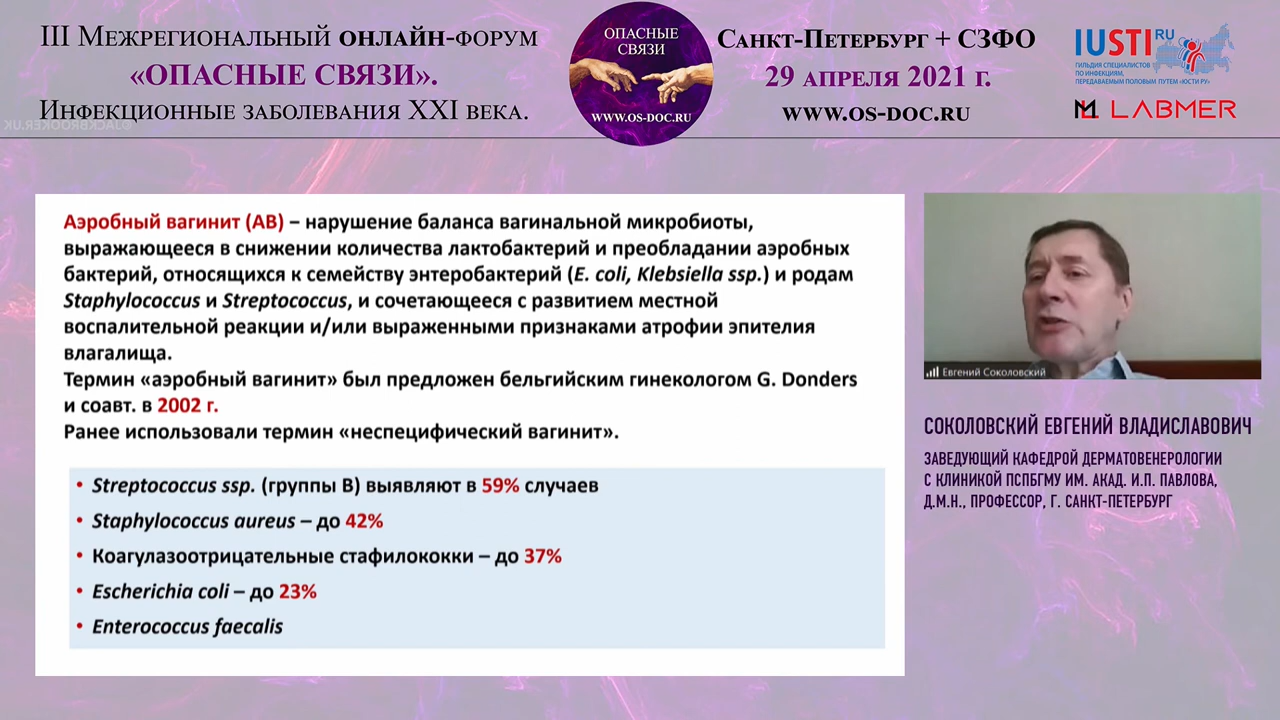 III Межрегиональный онлайн-форум
«ОПАСНЫЕ СВЯЗИ».
Инфекционные заболевания XXI века.
©JACKBROOKER.UK
ОПАСНЫЕ
СВЯЗИ
WWW.OS-DOC.RU
Санкт-Петербург + СЗФО
29 апреля 2021 г.
www.os-doc.ru
IUSTI RU
ГИЛЬДИЯ СПЕЦИАЛИСТОВ
ПО ИНФЕКЦИЯМ,
ПЕРЕДАВАЕМЫМ ПОЛОВЫМ ПУТЕМ «ЮСТИ РУ»
LABMER
Аэробный вагинит (АВ) – нарушение баланса вагинальной микробиоты,
выражающееся в снижении количества лактобактерий и преобладании аэробных
бактерий, относящихся к семейству энтеробактерий (E. coli, Klebsiella ssp.) и родам
Staphylococcus и Streptococcus, и сочетающееся с развитием местной
воспалительной реакции и/или выраженными признаками атрофии эпителия
влагалища.
Термин «аэробный вагинит» был предложен бельгийским гинекологом G. Donders
и соавт. в 2002 г.
Ранее использовали термин «неспецифический вагинит».
• Streptococcus ssp. (группы В) выявляют в 59% случаев
• Staphylococcus aureus – до 42%
• Коагулазоотрицательные стафилококки – до 37%
• Escherichia coli – до 23%
• Enterococcus faecalis
Евгений Соколовский
СОКОЛОВСКИЙ ЕВГЕНИЙ ВЛАДИСЛАВОВИЧ
ЗАВЕДУЮЩИЙ КАФЕДРОЙ ДЕРМАТОВЕНЕРОЛОГИИ
С КЛИНИКОЙ ПСПБГМУ ИМ. АКАД. И.П. ПАВЛОВА,
Д.М.Н., ПРОФЕССОР, Г. САНКТ-ПЕТЕРБУРГ